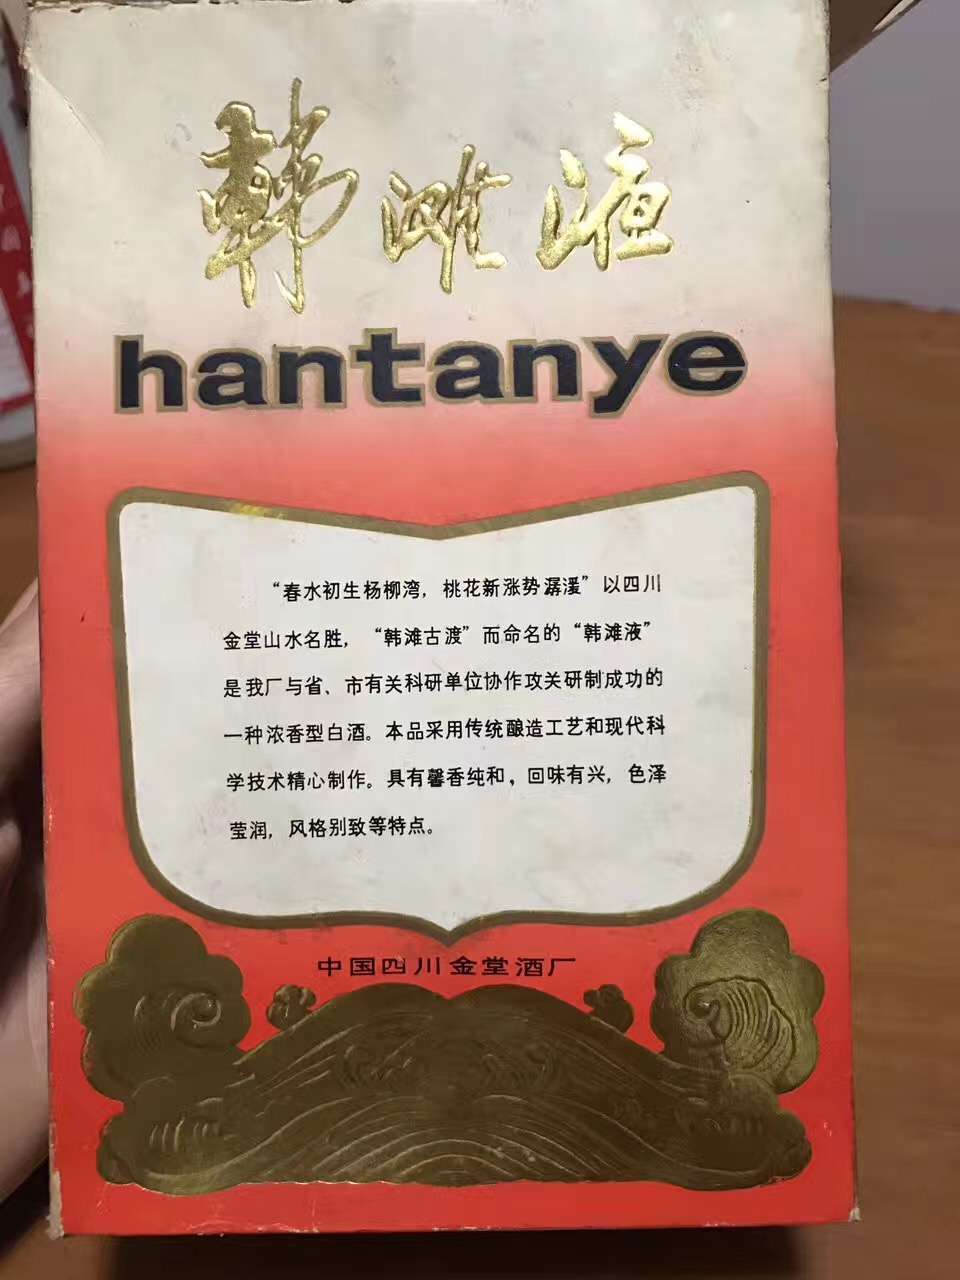 韩滩液
hantanye
“春水初生杨柳湾，桃花新涨势潺湲”以四川
金堂山水名胜，“韩滩古渡”而命名的“韩滩液”
是我厂与省、市有关科研单位协作攻关研制成功的
一种浓香型白酒。本品采用传统酿造工艺和现代科
学技术精心制作。具有馨香纯和，回味有兴，色泽
莹润，风格别致等特点。
中国四川金堂酒厂